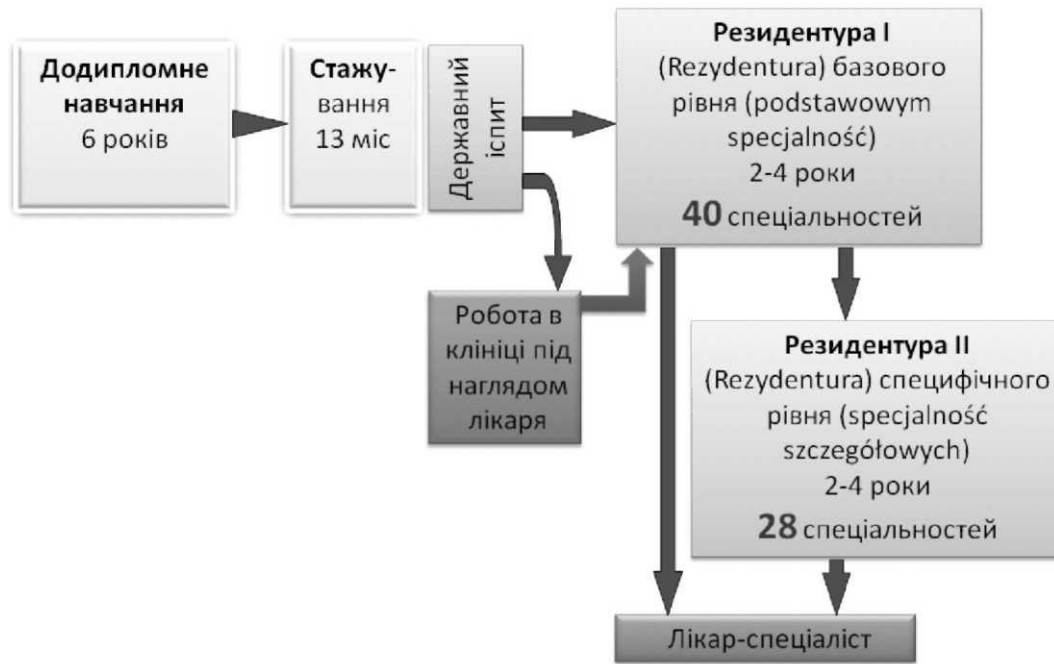 Додипломне
навчання
6 років
Стажу-
вання
13 міс
Державний
іспит
Резидентура I
(Rezydentura) базового
рівня (podstawowym
specjalność)
2-4 роки
40 спеціальностей
Робота в
клініці під
наглядом
лікаря
Резидентура II
(Rezydentura) специфічного
рівня (specjalność
szczegółowych)
2-4 роки
28 спеціальностей
Лікар-спеціаліст